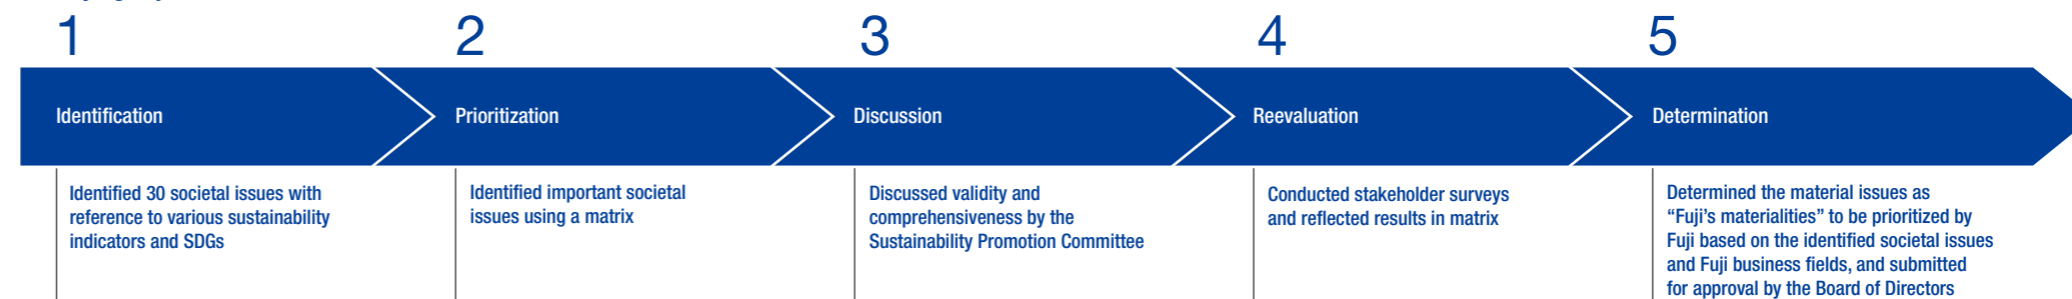 1
2
3
4
5
Identification
Prioritization
Discussion
Reevaluation
Determination
Identified 30 societal issues with
reference to various sustainability
indicators and SDGs
Identified important societal
issues using a matrix
Discussed validity and
comprehensiveness by the
Sustainability Promotion Committee
Conducted stakeholder surveys
and reflected results in matrix
Determined the material issues as
“Fuji’s materialities” to be prioritized by
Fuji based on the identified societal issues
and Fuji business fields, and submitted
for approval by the Board of Directors